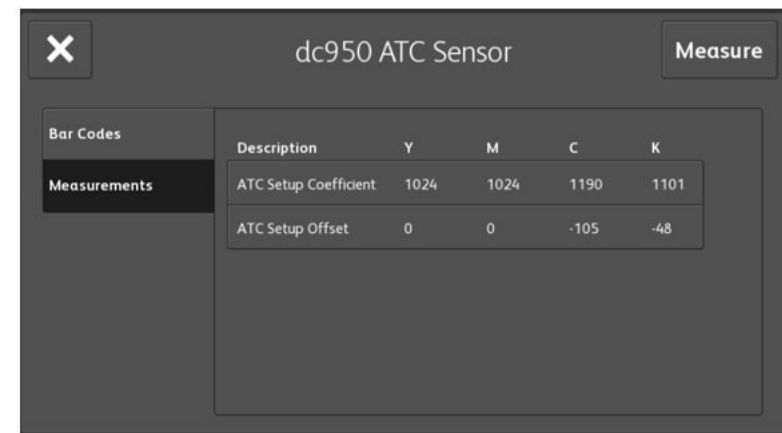 dc950 ATC Sensor
Measure
Bar Codes
Measurements
Description Y M C K
ATC Setup Coefficient 1024 1024 1190 1101
ATC Setup Offset 0 0 -105 -48